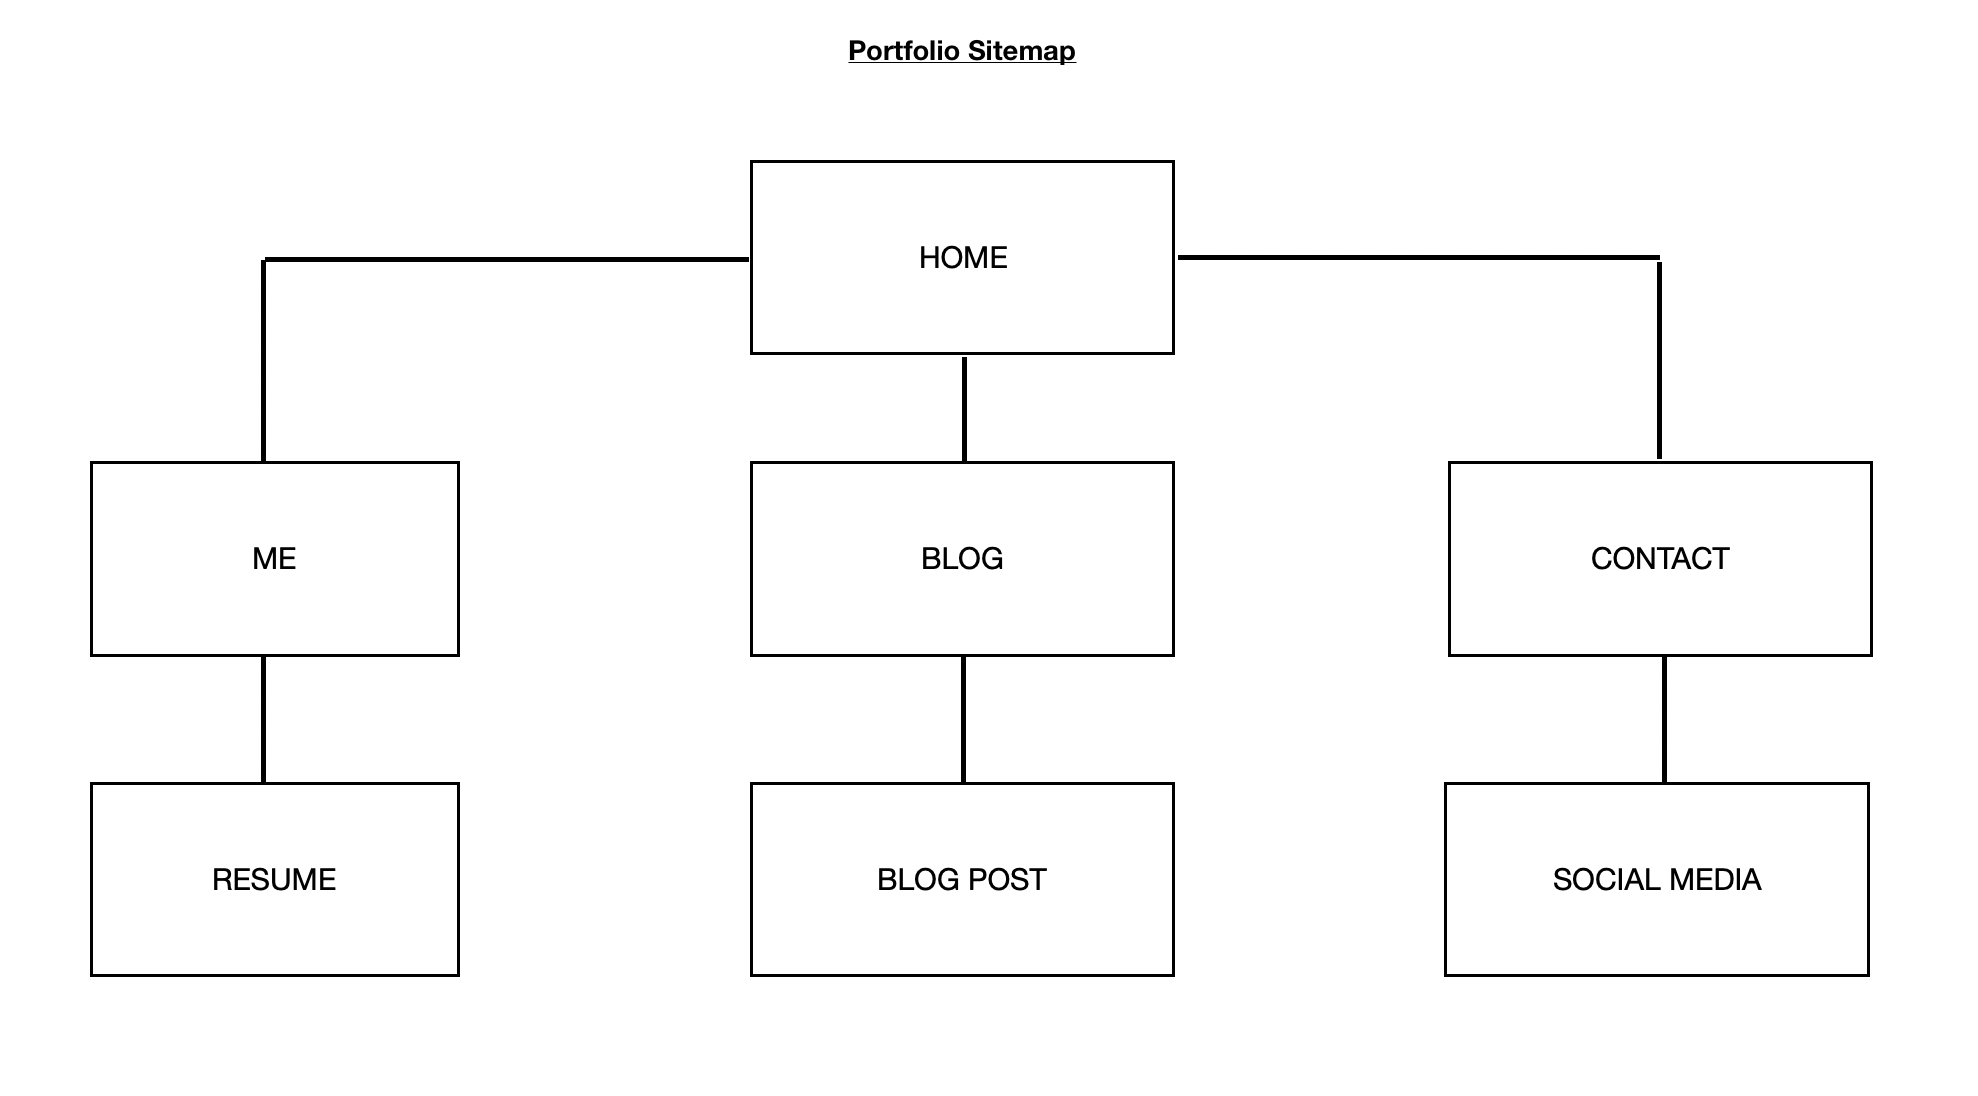 Portfolio Sitemap
HOME
ME
BLOG
CONTACT
RESUME
BLOG POST
SOCIAL MEDIA